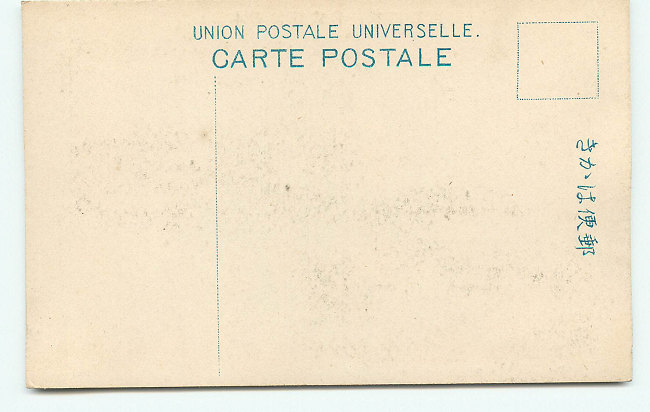 UNION POSTALE UNIVERSELLE.
CARTE POSTALE
きかは便郵